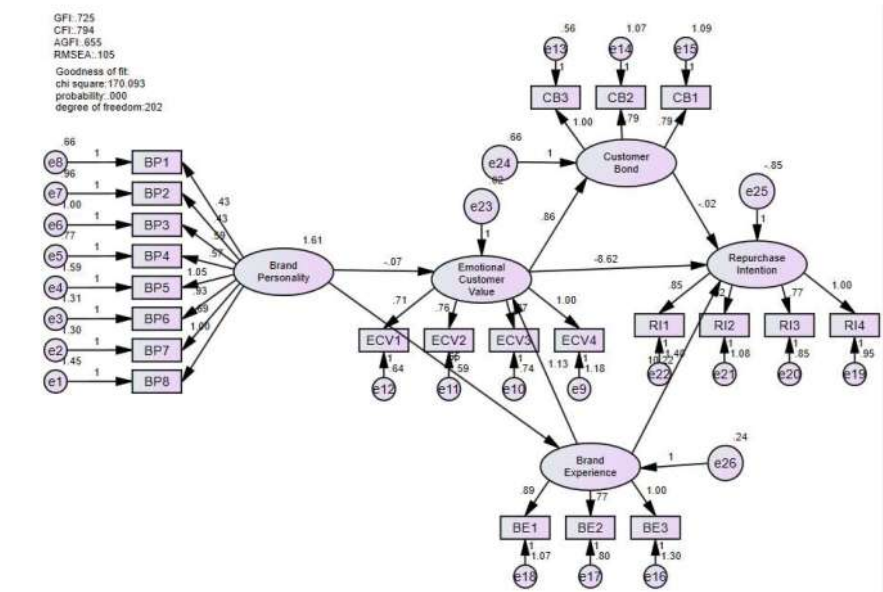 GFI:.725
CFI:.794
AGFI:.655
RMSEA:.105
Goodness of fit:
chi square:170.093
probability:.000
degree of freedom:202
.56
1.07
1.09
e13
e14
e15
1
1
1
CB3
CB2
CB1
1.00
.79
.79
.66
e24
1
Customer
Bond
.66
e8
1
BP1
.96
e7
1
BP2
1.00
e6
1
BP3
.77
e5
1
BP4
1.59
e4
1
BP5
1.31
e3
1
BP6
1.30
e2
1
BP7
1.45
e1
1
BP8
.43
.43
.59
.57
1.05
.93
1.00
1.61
Brand
Personality
-.07
e23
1
.86
-.02
-.85
e25
1
Emotional
Customer
Value
-8.62
Repurchase
Intention
.71
.76
1.00
ECV1
ECV2
ECV3
ECV4
1
1
1
.64
.59
.74
1.18
e12
e11
e10
e9
1.13
.85
.77
1.00
RI1
RI2
RI3
RI4
1
1
1
1
10.22
1.08
.85
.95
e22
e21
e20
e19
.24
e26
1
Brand
Experience
.89
.77
1.00
BE1
BE2
BE3
1
1
1
1.07
.80
1.30
e18
e17
e16